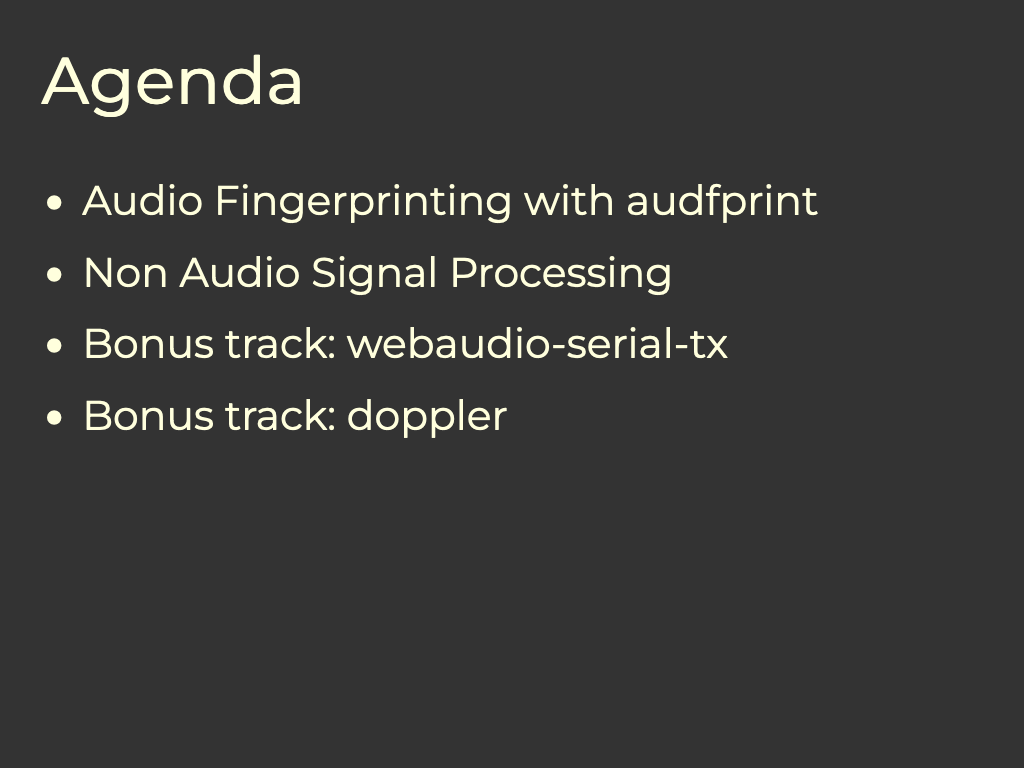 Agenda
• Audio Fingerprinting with audfprint
• Non Audio Signal Processing
• Bonus track: webaudio-serial-tx
• Bonus track: doppler